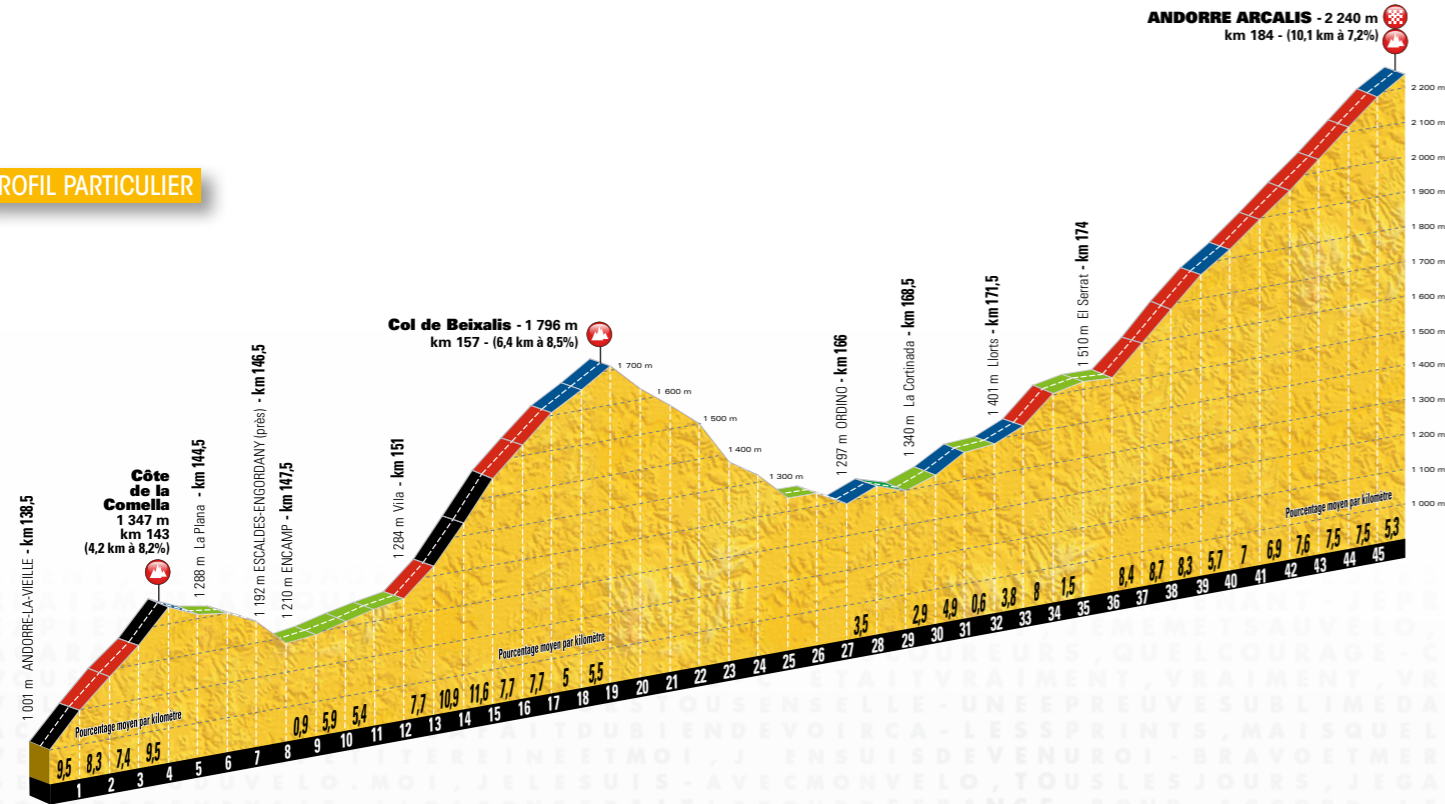 ANDORRE ARCALIS - 2 240 m
km 184 - (10,1 km à 7,2%)
ROFIL PARTICULIER
Col de Beixalis - 1 796 m
km 157 - (6,4 km à 8,5%)
Côte
de la
Comella
1 347 m
km 143
(4,2 km à 8,2%)
1 001 m ANDORRE-LA-VIEILLE - km 138,5
1 288 m La Plana - km 144,5
1 192 m ESCALDES-ENGORDANY (près) - km 146,5
1 210 m ENCAMP - km 147,5
1 284 m Vila - km 151
1 297 m ORDINO - km 166
1 340 m La Cortinada - km 168,5
1 401 m Llorts - km 171,5
1 510 m El Serrat - km 174
1 700 m
1 600 m
1 500 m
1 400 m
1 300 m
2 200 m
2 100 m
2 000 m
1 900 m
1 800 m
1 700 m
1 600 m
1 500 m
1 400 m
1 300 m
1 200 m
1 100 m
1 000 m
Pourcentage moyen par kilomètre
Pourcentage moyen par kilomètre
Pourcentage moyen par kilomètre
9,5 8,3 7,4 9,5 0,9 5,9 5,4 7,7 10,9 11,6 7,7 7,7 5 5,5 3,5 2,9 4,9 0,6 3,8 8 1,5 8,4 8,7 8,3 5,7 7 6,9 7,6 7,5 7,5 5,3
1 2 3 4 5 6 7 8 9 10 11 12 13 14 15 16 17 18 19 20 21 22 23 24 25 26 27 28 29 30 31 32 33 34 35 36 37 38 39 40 41 42 43 44 45